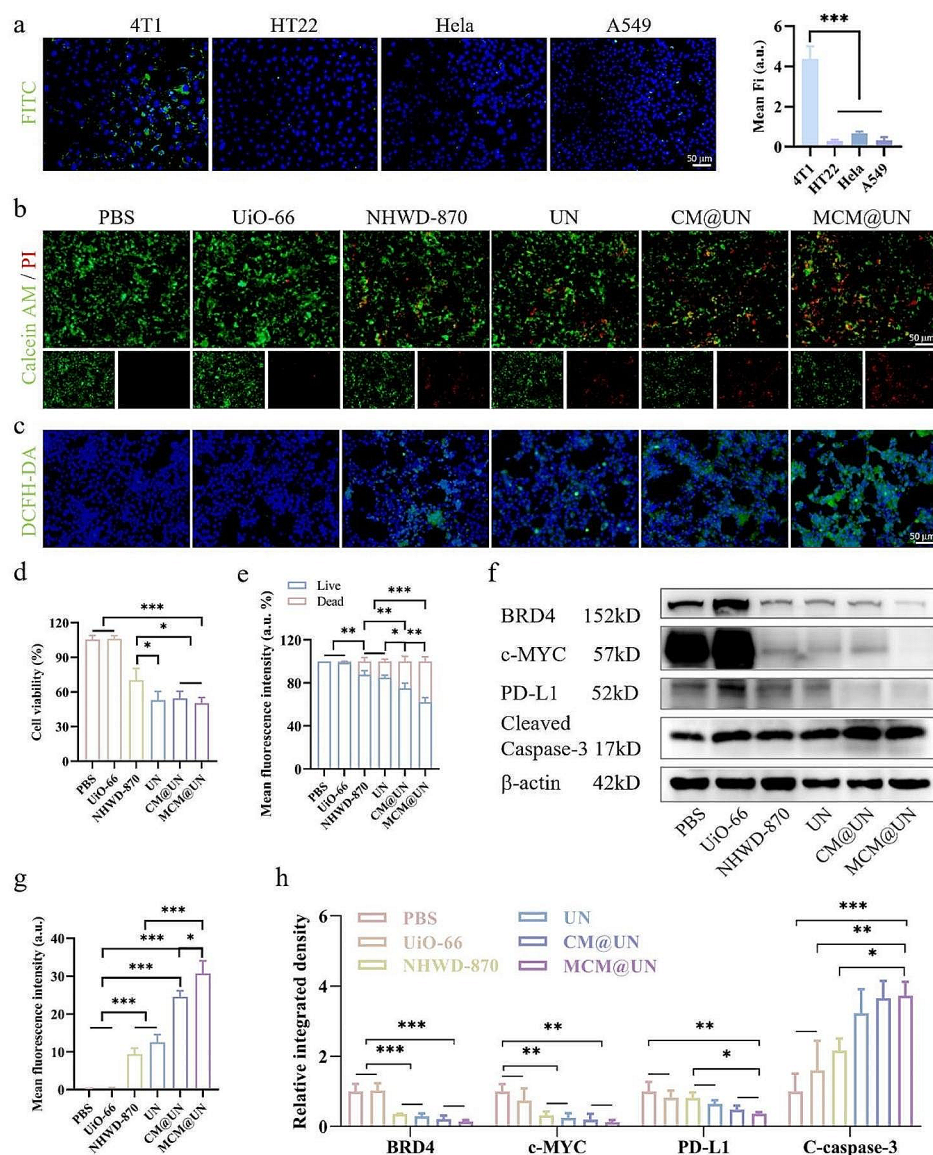 a
4T1 HT22 Hela A549
FITC
50 μm
***
Mean Fi (a.u.)
6
4
2
0
4T1 HT22 Hela A549
b
PBS UiO-66 NHWD-870 UN CM@UN MCM@UN
Calcein AM / PI
50 μm
c
DCFH-DA
50 μm
d
Cell viability (%)
120
90
60
30
0
***
*
*
PBS UiO-66 NHWD-870 UN CM@UN MCM@UN
e
Mean fluorescence intensity (a.u. %)
Live
Dead
120
80
40
0
***
**
** * **
PBS UiO-66 NHWD-870 UN CM@UN MCM@UN
f
BRD4 152kD
c-MYC 57kD
PD-L1 52kD
Cleaved
Caspase-3 17kD
β-actin 42kD
PBS UiO-66 NHWD-870 UN CM@UN MCM@UN
g
Mean fluorescence intensity (a.u.)
40
30
20
10
0
***
*** *
***
***
PBS UiO-66 NHWD-870 UN CM@UN MCM@UN
h
Relative integrated density
6
4
2
0
PBS UN
UiO-66 CM@UN
NHWD-870 MCM@UN
***
**
*
*** ** **
*** ** *
BRD4 c-MYC PD-L1 C-caspase-3